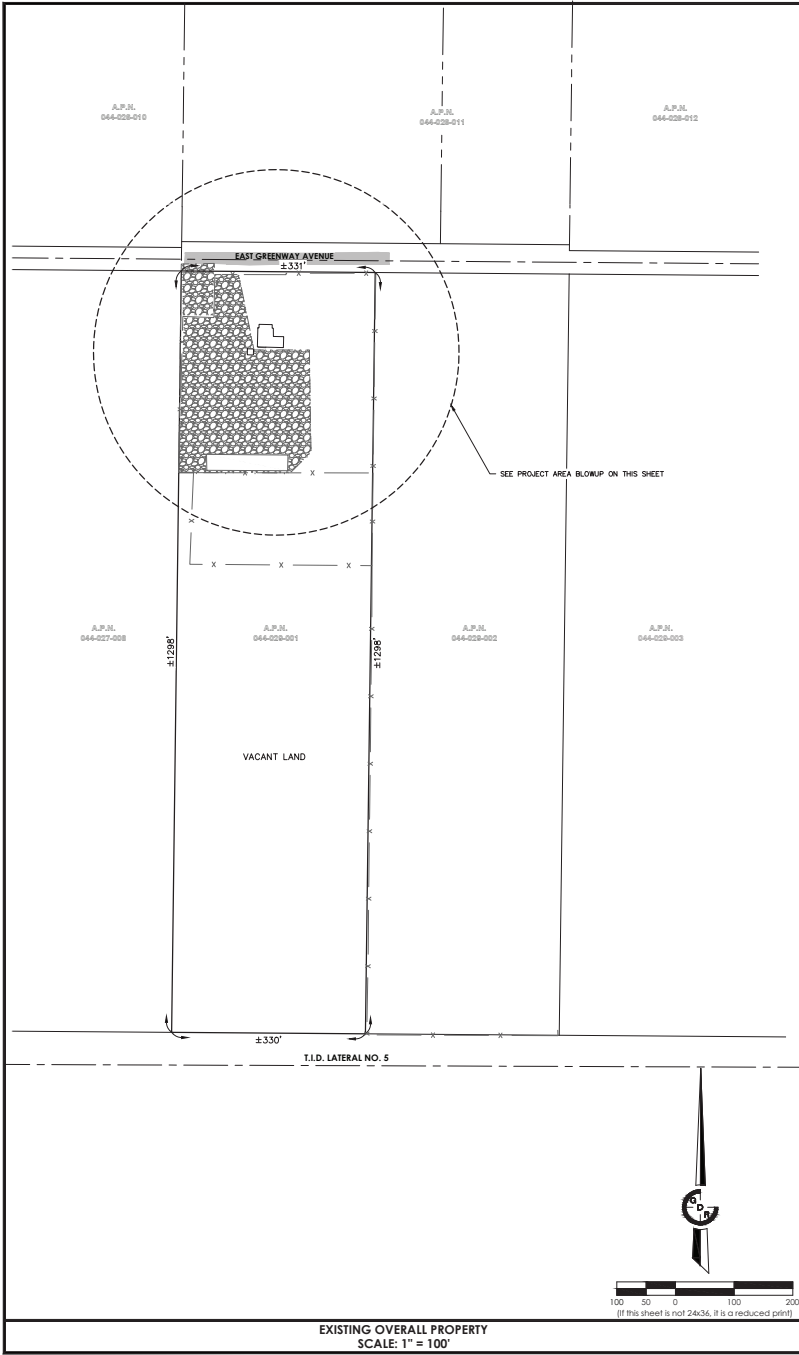 A.P.N.
044-028-010
A.P.N.
044-028-011
A.P.N.
044-028-012
EAST GREENWAY AVENUE
±331'
SEE PROJECT AREA BLOWUP ON THIS SHEET
X X X
X X X
A.P.N.
044-027-008
A.P.N.
044-029-001
A.P.N.
044-029-002
A.P.N.
044-029-003
±1298'
±1298'
VACANT LAND
±330'
T.I.D. LATERAL NO. 5
G
D
R
100 50 0 100 200
(If this sheet is not 24x36, it is a reduced print)
EXISTING OVERALL PROPERTY
SCALE: 1" = 100'